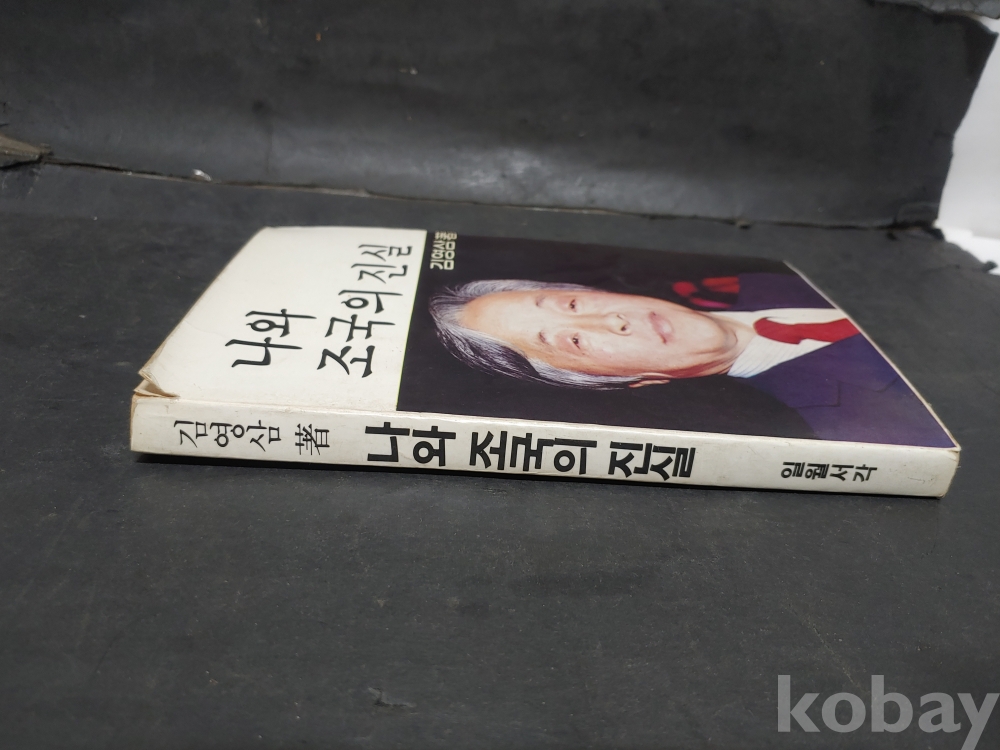 나와
조국의 진실
김영삼 著
김영삼 著 나와 조국의 진실 일월서각
kobay